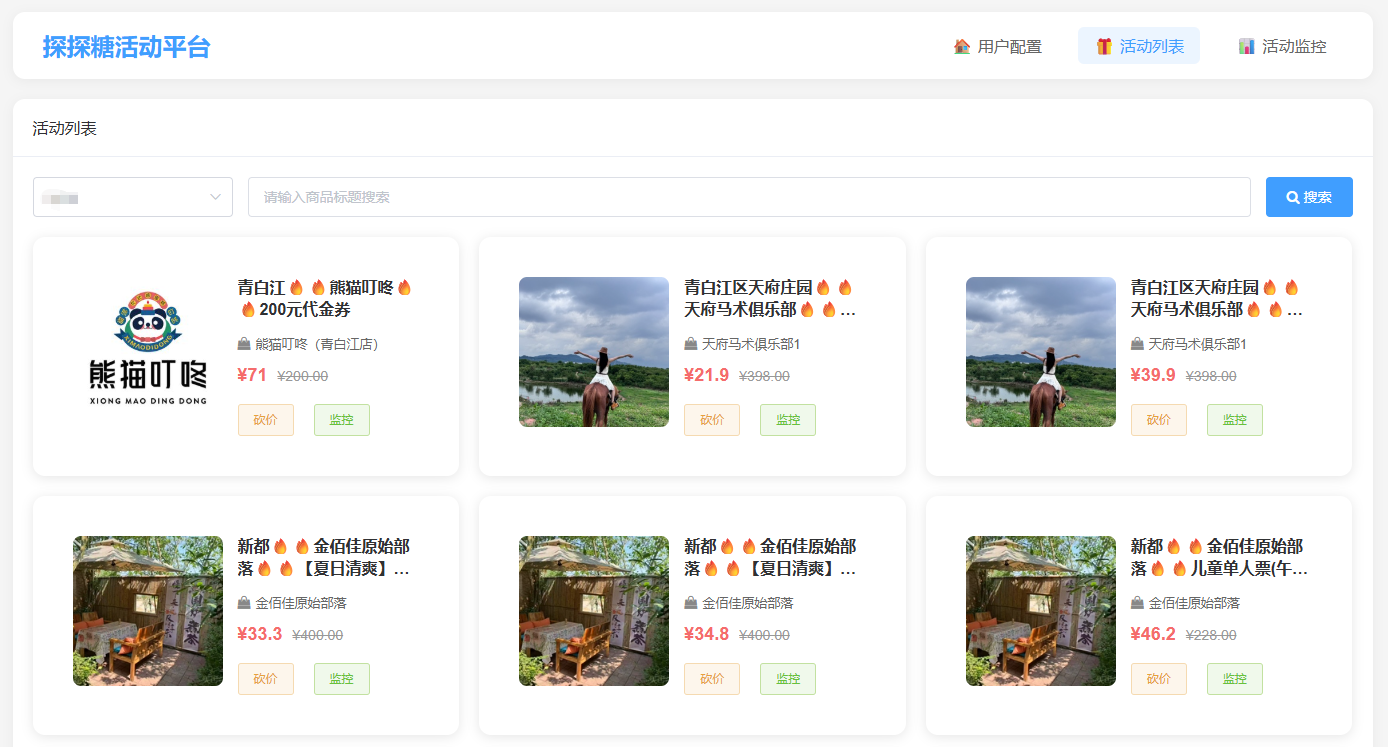 探探糖活动平台
用户配置
活动列表
活动监控
活动列表
请输入商品标题搜索
搜索
熊猫叮咚
XIONG MAO DING DONG
青白江🔥🔥熊猫叮咚🔥
🔥200元代金券
熊猫叮咚（青白江店）
¥71 ¥200.00
砍价
监控
青白江区天府庄园🔥🔥
天府马术俱乐部🔥🔥...
天府马术俱乐部1
¥21.9 ¥398.00
砍价
监控
青白江区天府庄园🔥🔥
天府马术俱乐部🔥🔥...
天府马术俱乐部1
¥39.9 ¥398.00
砍价
监控
新都🔥🔥金佰佳原始部
落🔥🔥【夏日清爽】...
金佰佳原始部落
¥33.3 ¥400.00
砍价
监控
新都🔥🔥金佰佳原始部
落🔥🔥【夏日清爽】...
金佰佳原始部落
¥34.8 ¥400.00
砍价
监控
新都🔥🔥金佰佳原始部
落🔥🔥儿童单人票(午...
金佰佳原始部落
¥46.2 ¥228.00
砍价
监控